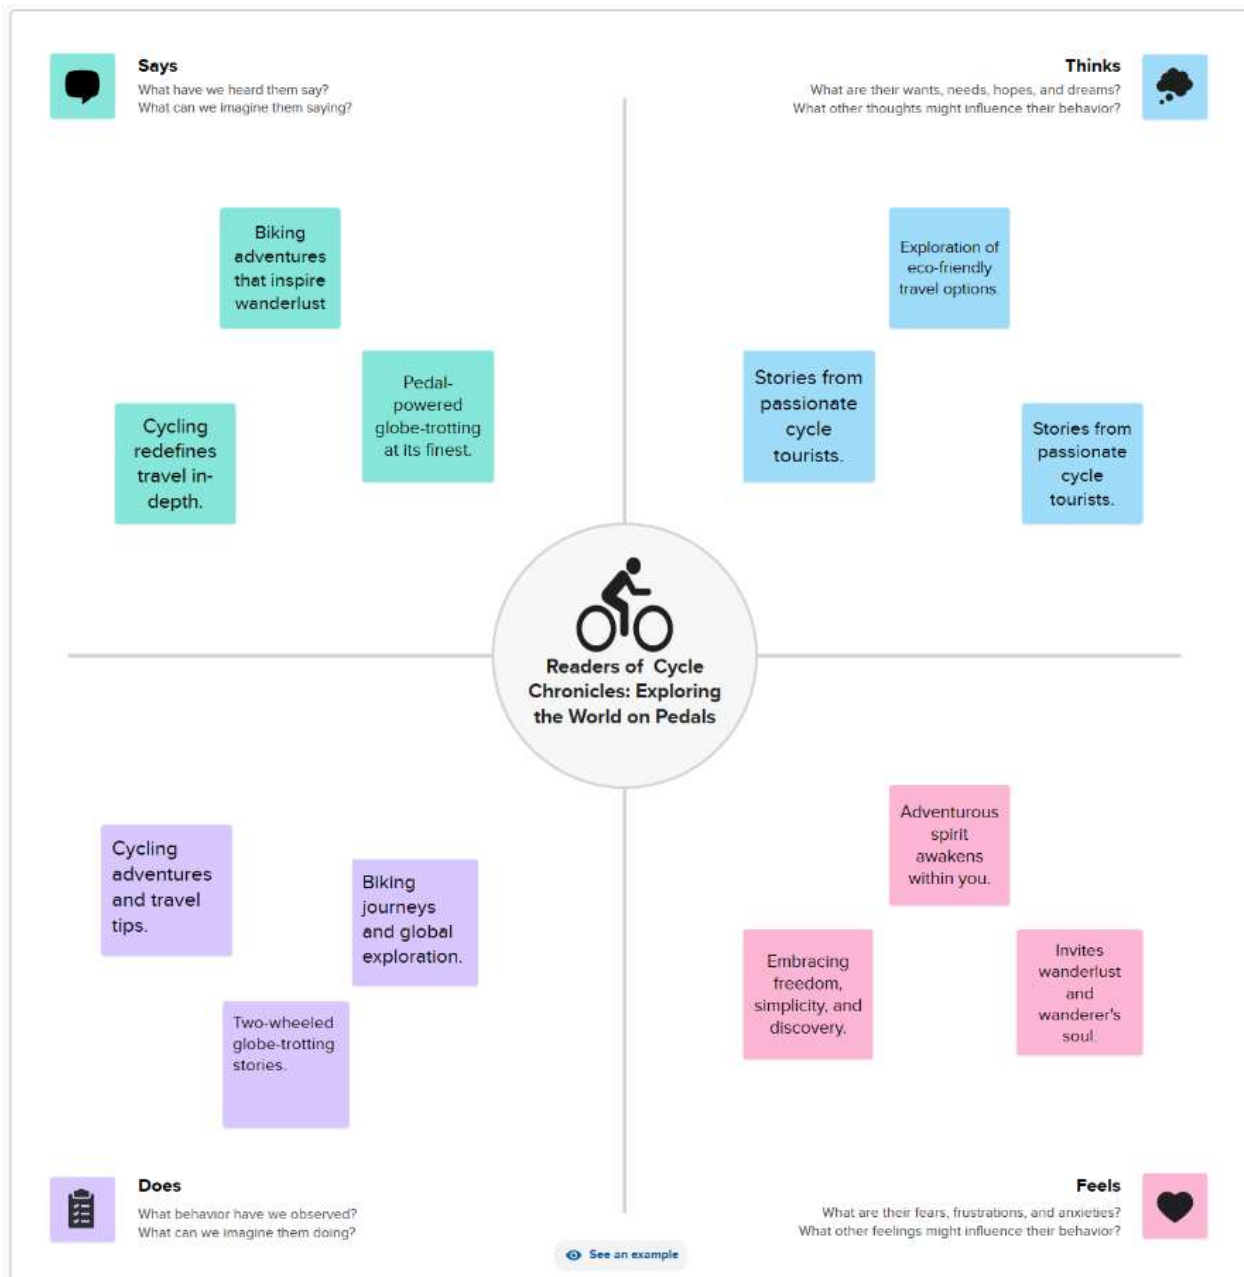 Says
What have we heard them say?
What can we imagine them saying?
Thinks
What are their wants, needs, hopes, and dreams?
What other thoughts might influence their behavior?
Biking
adventures
that inspire
wanderlust
Pedal-
powered
globe-trotting
at its finest.
Cycling
redefines
travel in-
depth.
Exploration of
eco-friendly
travel options.
Stories from
passionate
cycle
tourists.
Stories from
passionate
cycle
tourists.
Readers of Cycle
Chronicles: Exploring
the World on Pedals
Cycling
adventures
and travel
tips.
Biking
journeys
and global
exploration.
Two-wheeled
globe-trotting
stories.
Adventurous
spirit
awakens
within you.
Embracing
freedom,
simplicity, and
discovery.
Invites
wanderlust
and
wanderer's
soul.
Does
What behavior have we observed?
What can we imagine them doing?
Feels
What are their fears, frustrations, and anxieties?
What other feelings might influence their behavior?
See an example